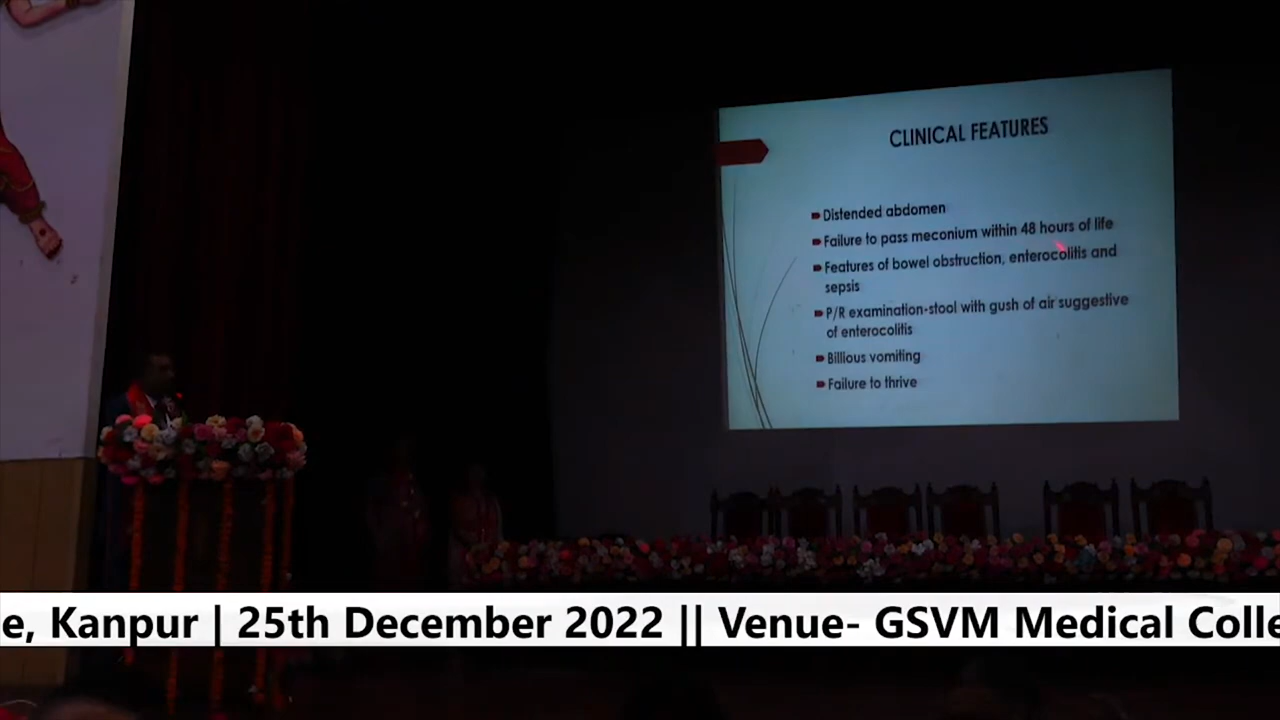 CLINICAL FEATURES
Distended abdomen
Failure to pass meconium within 48 hours of life
Features of bowel obstruction, enterocolitis and
sepsis
P/R examination-stool with gush of air suggestive
of enterocolitis
Billious vomiting
Failure to thrive
e, Kanpur | 25th December 2022 || Venue- GSVM Medical Colle